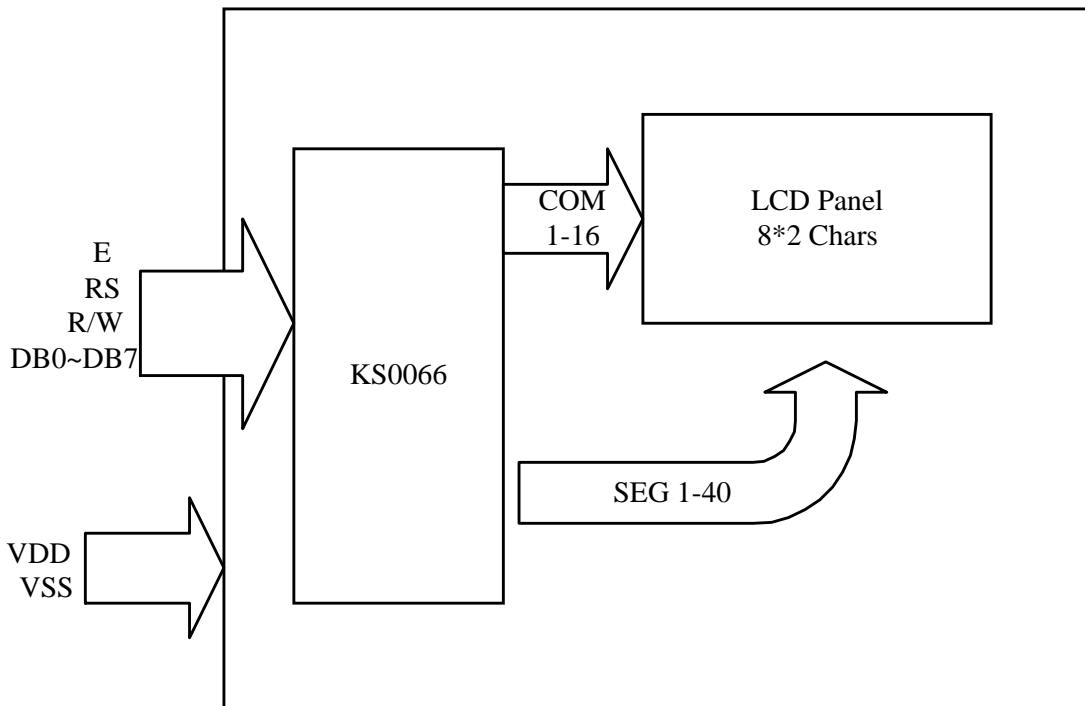 E
RS
R/W
DB0~DB7
VDD
VSS
KS0066
COM
1-16
LCD Panel
8*2 Chars
SEG 1-40